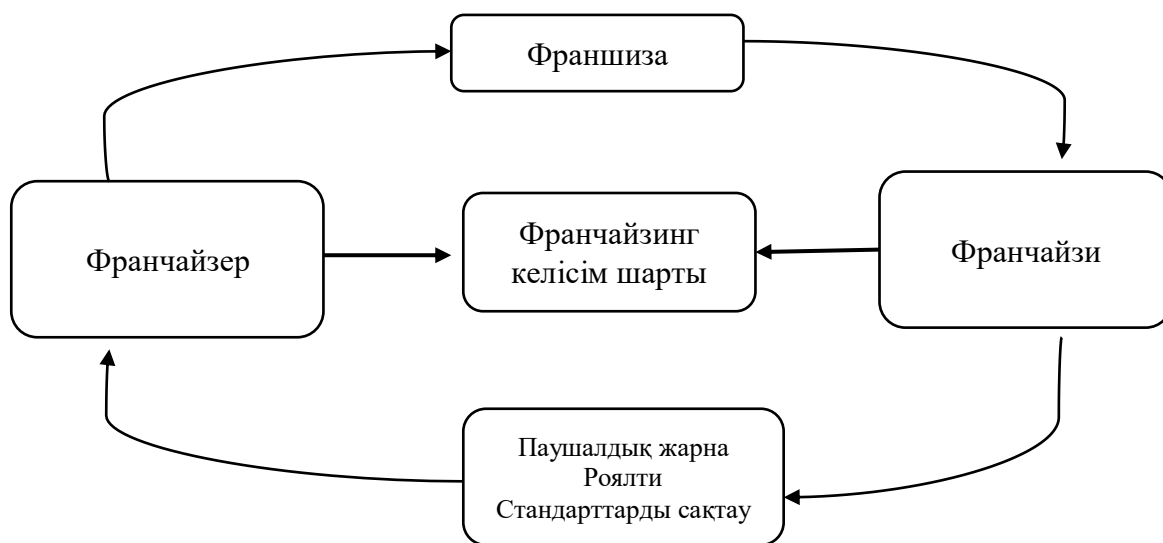 Франшиза
Франчайзер
Франчайзинг
келісім шарты
Франчайзи
Паушалдық жарна
Роялти
Стандарттарды сақтау